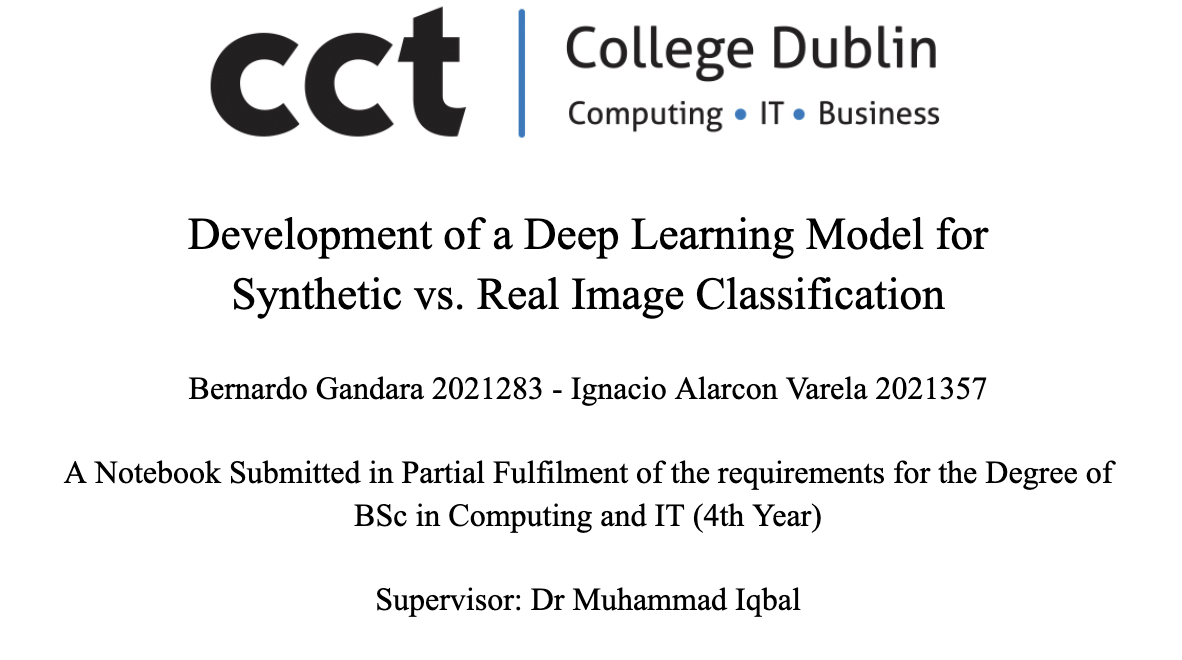 cct
College Dublin
Computing • IT • Business
Development of a Deep Learning Model for
Synthetic vs. Real Image Classification
Bernardo Gandara 2021283 - Ignacio Alarcon Varela 2021357
A Notebook Submitted in Partial Fulfilment of the requirements for the Degree of
BSc in Computing and IT (4th Year)
Supervisor: Dr Muhammad Iqbal